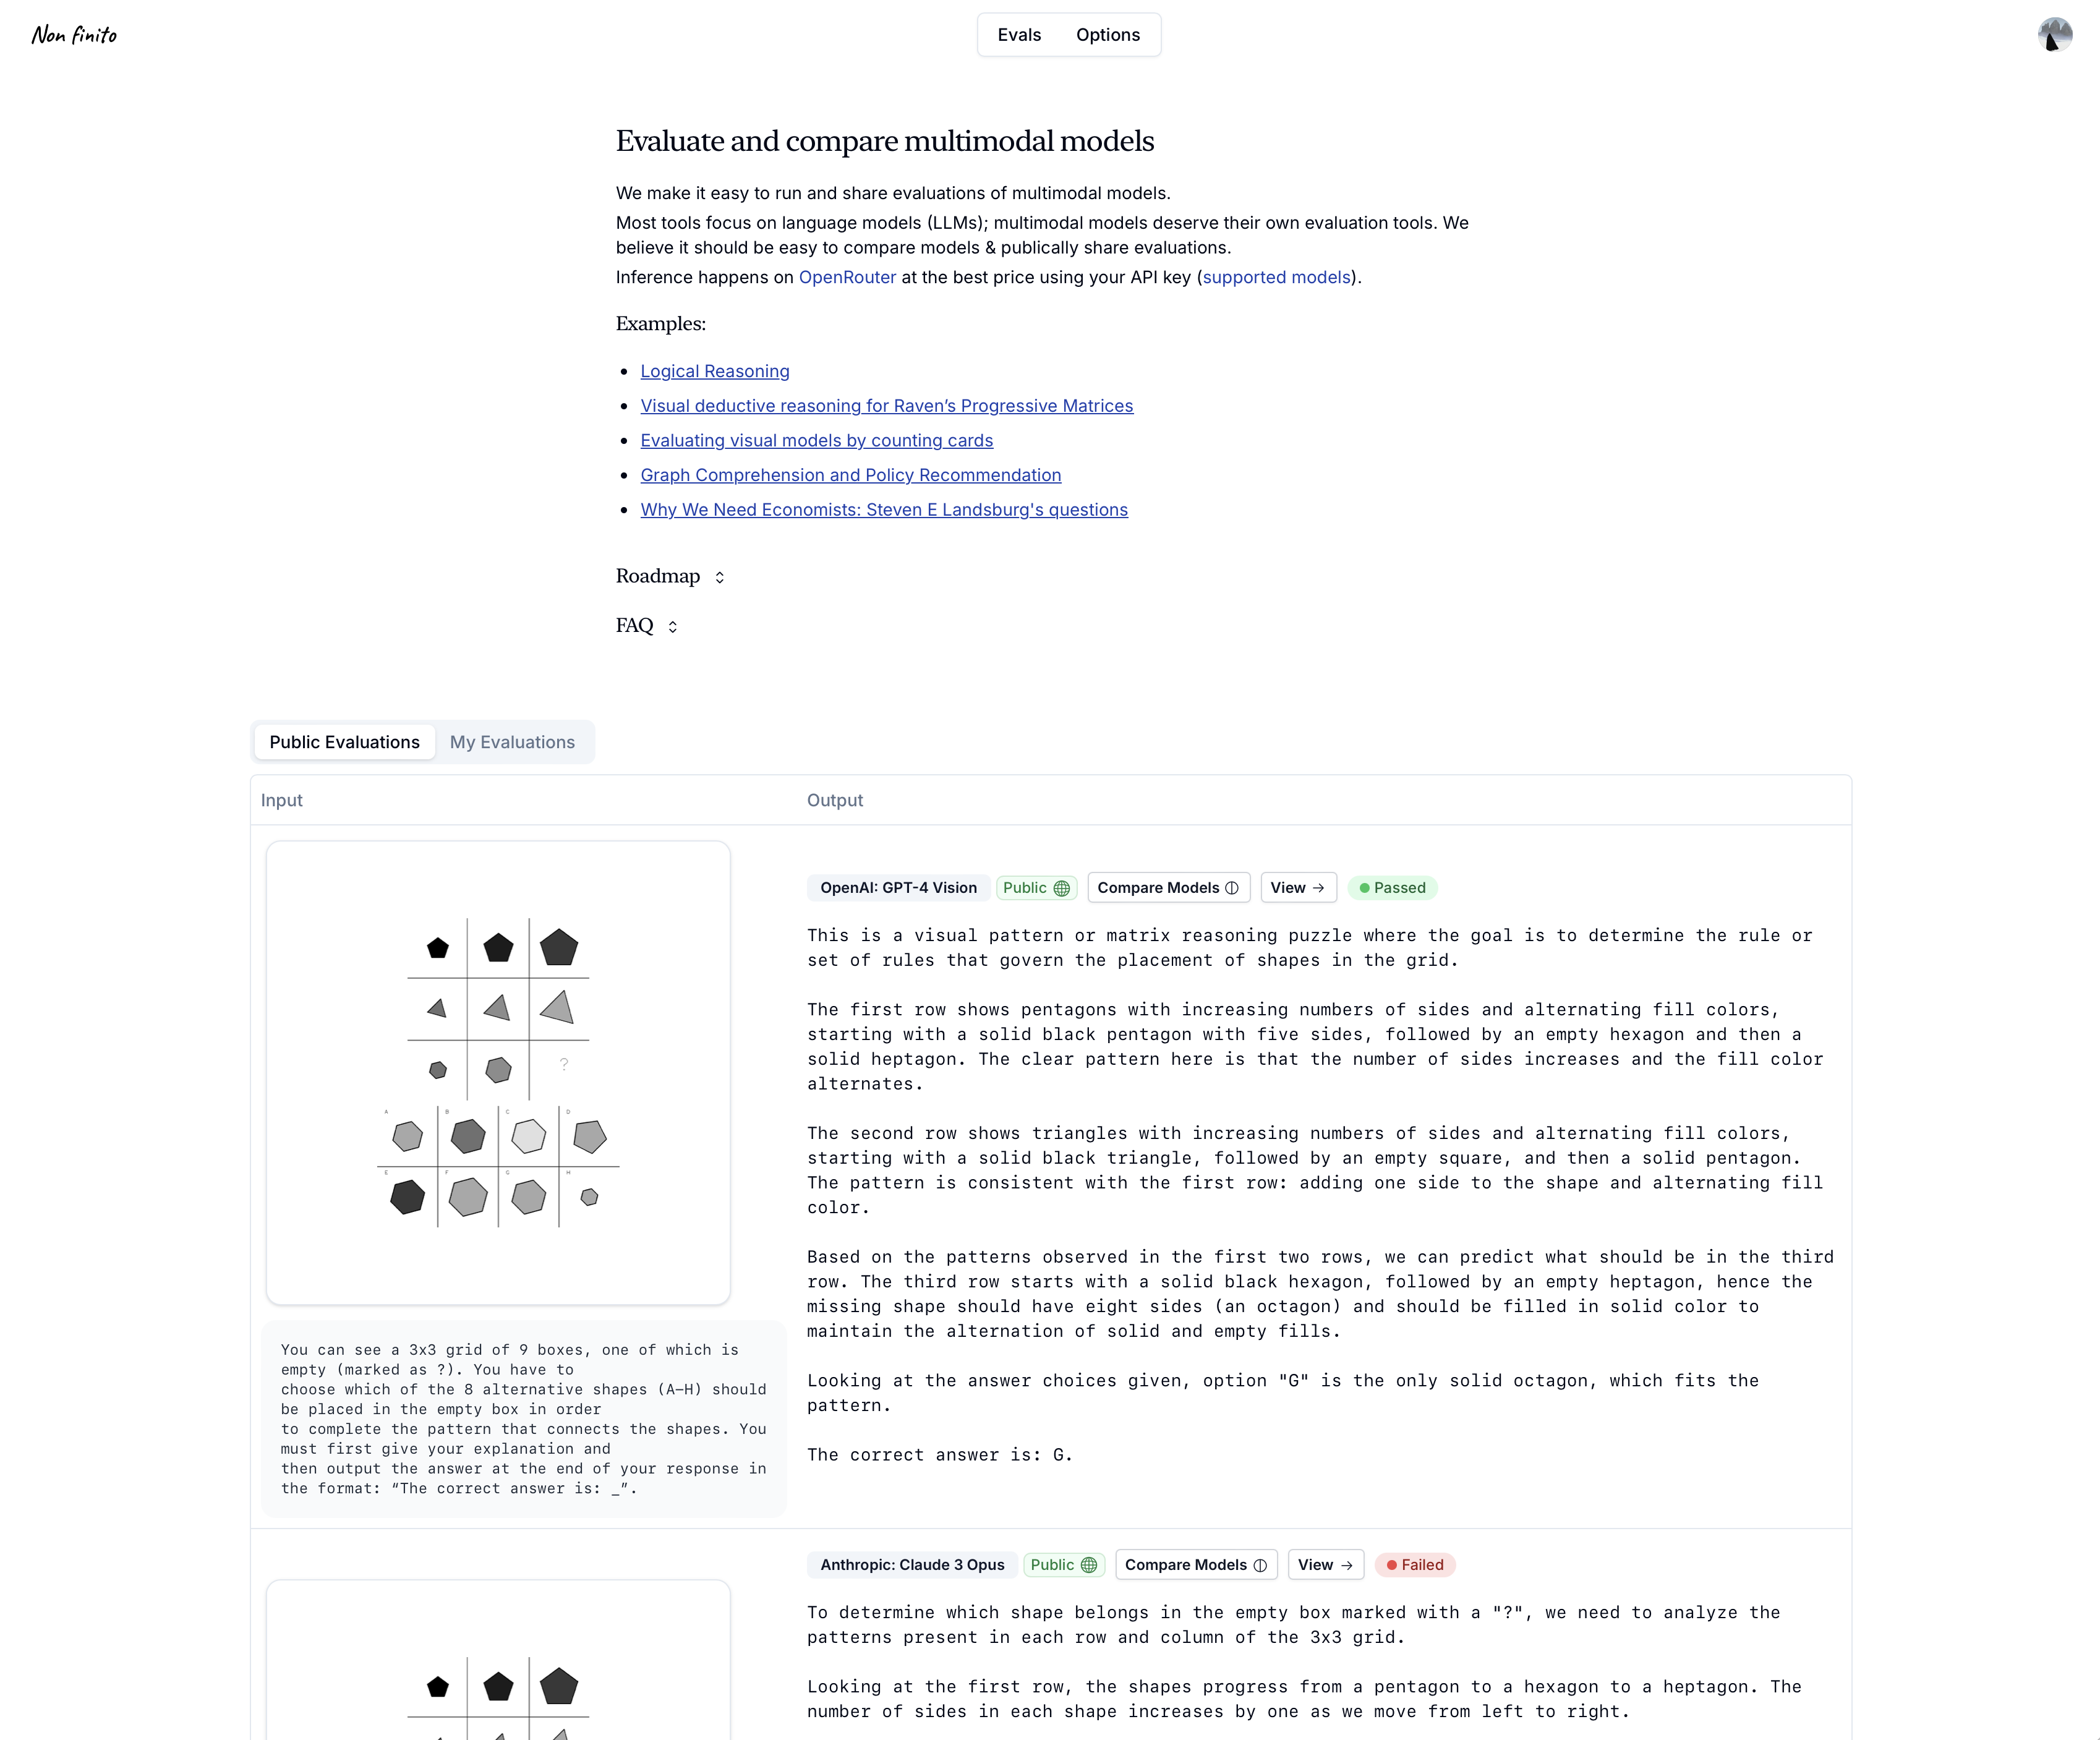 Non finito
Evals Options
Evaluate and compare multimodal models
We make it easy to run and share evaluations of multimodal models.
Most tools focus on language models (LLMs); multimodal models deserve their own evaluation tools. We
believe it should be easy to compare models & publically share evaluations.
Inference happens on OpenRouter at the best price using your API key (supported models).
Examples:
Logical Reasoning
Visual deductive reasoning for Raven’s Progressive Matrices
Evaluating visual models by counting cards
Graph Comprehension and Policy Recommendation
Why We Need Economists: Steven E Landsburg's questions
Roadmap
FAQ
Public Evaluations My Evaluations
Input Output
?
A B C D
E F G H
You can see a 3x3 grid of 9 boxes, one of which is
empty (marked as ?). You have to
choose which of the 8 alternative shapes (A–H) should
be placed in the empty box in order
to complete the pattern that connects the shapes. You
must first give your explanation and
then output the answer at the end of your response in
the format: “The correct answer is: _”.
OpenAI: GPT-4 Vision Public Compare Models View → Passed
This is a visual pattern or matrix reasoning puzzle where the goal is to determine the rule or
set of rules that govern the placement of shapes in the grid.
The first row shows pentagons with increasing numbers of sides and alternating fill colors,
starting with a solid black pentagon with five sides, followed by an empty hexagon and then a
solid heptagon. The clear pattern here is that the number of sides increases and the fill color
alternates.
The second row shows triangles with increasing numbers of sides and alternating fill colors,
starting with a solid black triangle, followed by an empty square, and then a solid pentagon.
The pattern is consistent with the first row: adding one side to the shape and alternating fill
color.
Based on the patterns observed in the first two rows, we can predict what should be in the third
row. The third row starts with a solid black hexagon, followed by an empty heptagon, hence the
missing shape should have eight sides (an octagon) and should be filled in solid color to
maintain the alternation of solid and empty fills.
Looking at the answer choices given, option "G" is the only solid octagon, which fits the
pattern.
The correct answer is: G.
Anthropic: Claude 3 Opus Public Compare Models View → Failed
To determine which shape belongs in the empty box marked with a "?", we need to analyze the
patterns present in each row and column of the 3x3 grid.
Looking at the first row, the shapes progress from a pentagon to a hexagon to a heptagon. The
number of sides in each shape increases by one as we move from left to right.